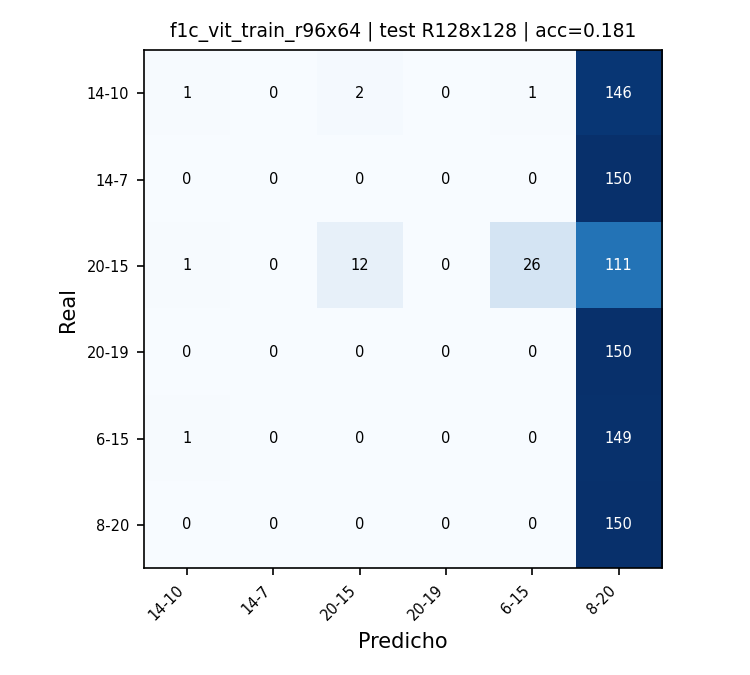 f1c_vit_train_r96x64 | test R128x128 | acc=0.181
14-10 1 0 2 0 1 146
14-7 0 0 0 0 0 150
20-15 1 0 12 0 26 111
20-19 0 0 0 0 0 150
6-15 1 0 0 0 0 149
8-20 0 0 0 0 0 150
Real
14-10 14-7 20-15 20-19 6-15 8-20
Predicho